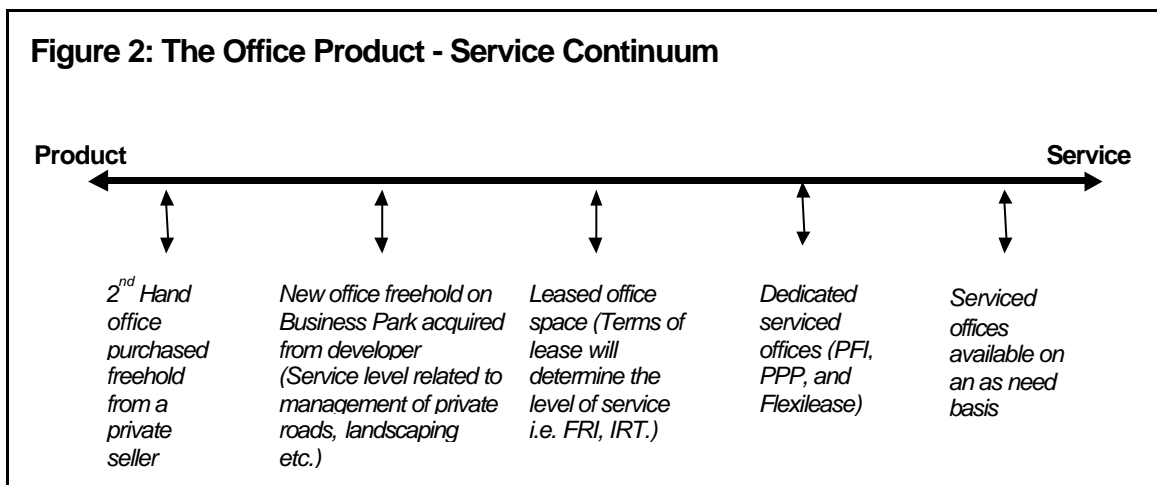 Figure 2: The Office Product - Service Continuum
Product
Service
2nd Hand
office
purchased
freehold
from a
private
seller
New office freehold on
Business Park acquired
from developer
(Service level related to
management of private
roads, landscaping
etc.)
Leased office
space (Terms of
lease will
determine the
level of service
i.e. FRI, IRT.)
Dedicated
serviced
offices (PFI,
PPP, and
Flexilease)
Serviced
offices
available on
an as need
basis